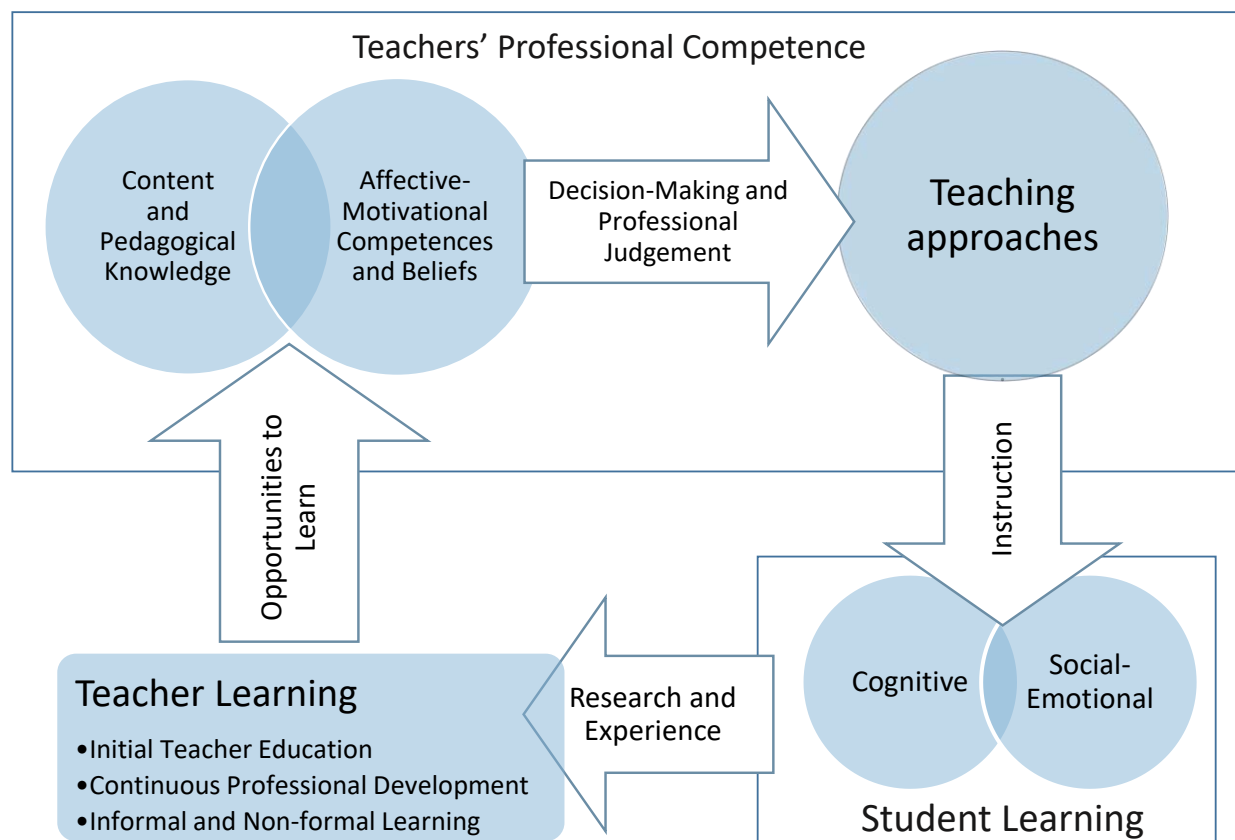 Teachers’ Professional Competence
Content
and
Pedagogical
Knowledge
Affective-
Motivational
Competences
and Beliefs
Decision-Making and
Professional
Judgement
Teaching
approaches
Opportunities to
Learn
Instruction
Teacher Learning
•Initial Teacher Education
•Continuous Professional Development
•Informal and Non-formal Learning
Research and
Experience
Cognitive
Social-
Emotional
Student Learning